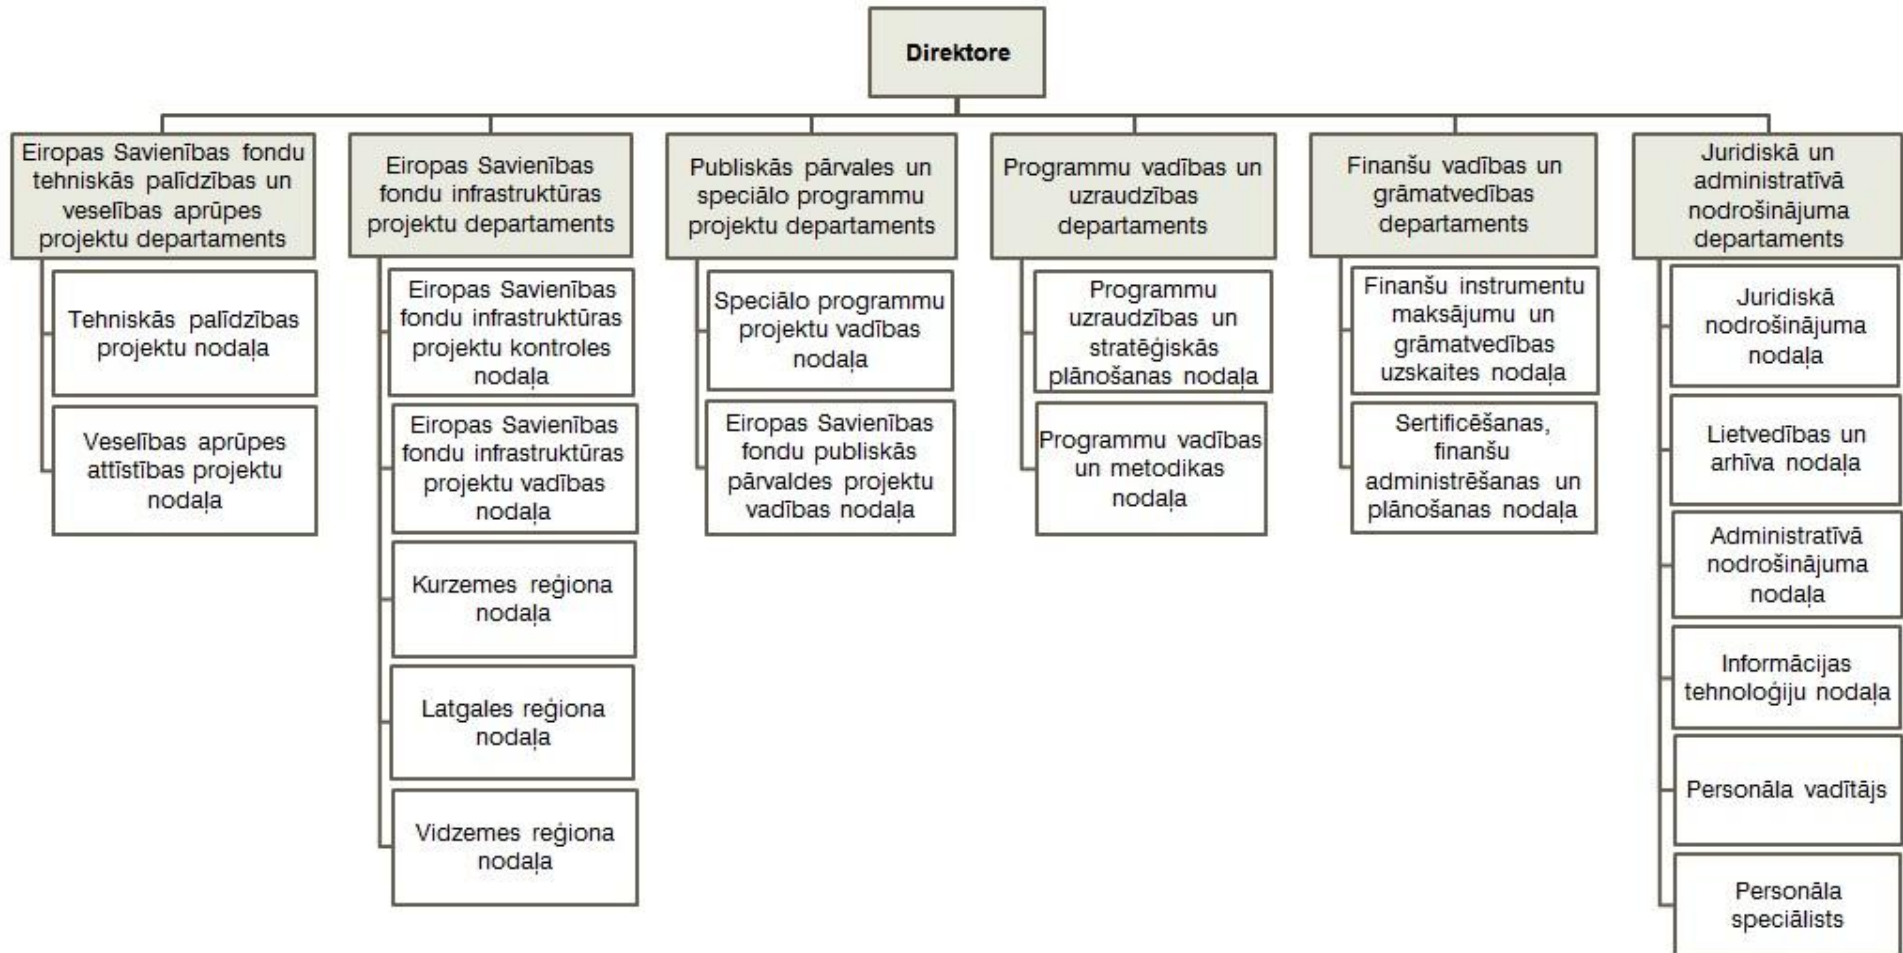 Direktore
Eiropas Savienības fondu
tehniskās palīdzības un
veselības aprūpes
projektu departaments
Tehniskās palīdzības
projektu nodaļa
Veselības aprūpes
attīstības projektu
nodaļa
Eiropas Savienības
fondu infrastruktūras
projektu departaments
Eiropas Savienības
fondu infrastruktūras
projektu kontroles
nodaļa
Eiropas Savienības
fondu infrastruktūras
projektu vadības
nodaļa
Kurzemes reģiona
nodaļa
Latgales reģiona
nodaļa
Vidzemes reģiona
nodaļa
Publiskās pārvales un
speciālo programmu
projektu departaments
Speciālo programmu
projektu vadības
nodaļa
Eiropas Savienības
fondu publiskās
pārvaldes projektu
vadības nodaļa
Programmu vadības un
uzraudzības
departaments
Programmu
uzraudzības un
stratēģiskās
plānošanas nodaļa
Programmu vadības
un metodikas
nodaļa
Finanšu vadības un
grāmatvedības
departaments
Finanšu instrumentu
maksājumu un
grāmatvedības
uzskaites nodaļa
Sertificēšanas,
finanšu
administrēšanas un
plānošanas nodaļa
Juridiskā un
administratīvā
nodrošinājuma
departaments
Juridiskā
nodrošinājuma
nodaļa
Lietvedības un
arhīva nodaļa
Administratīvā
nodrošinājuma
nodaļa
Informācijas
tehnoloģiju nodaļa
Personāla vadītājs
Personāla
speciālists